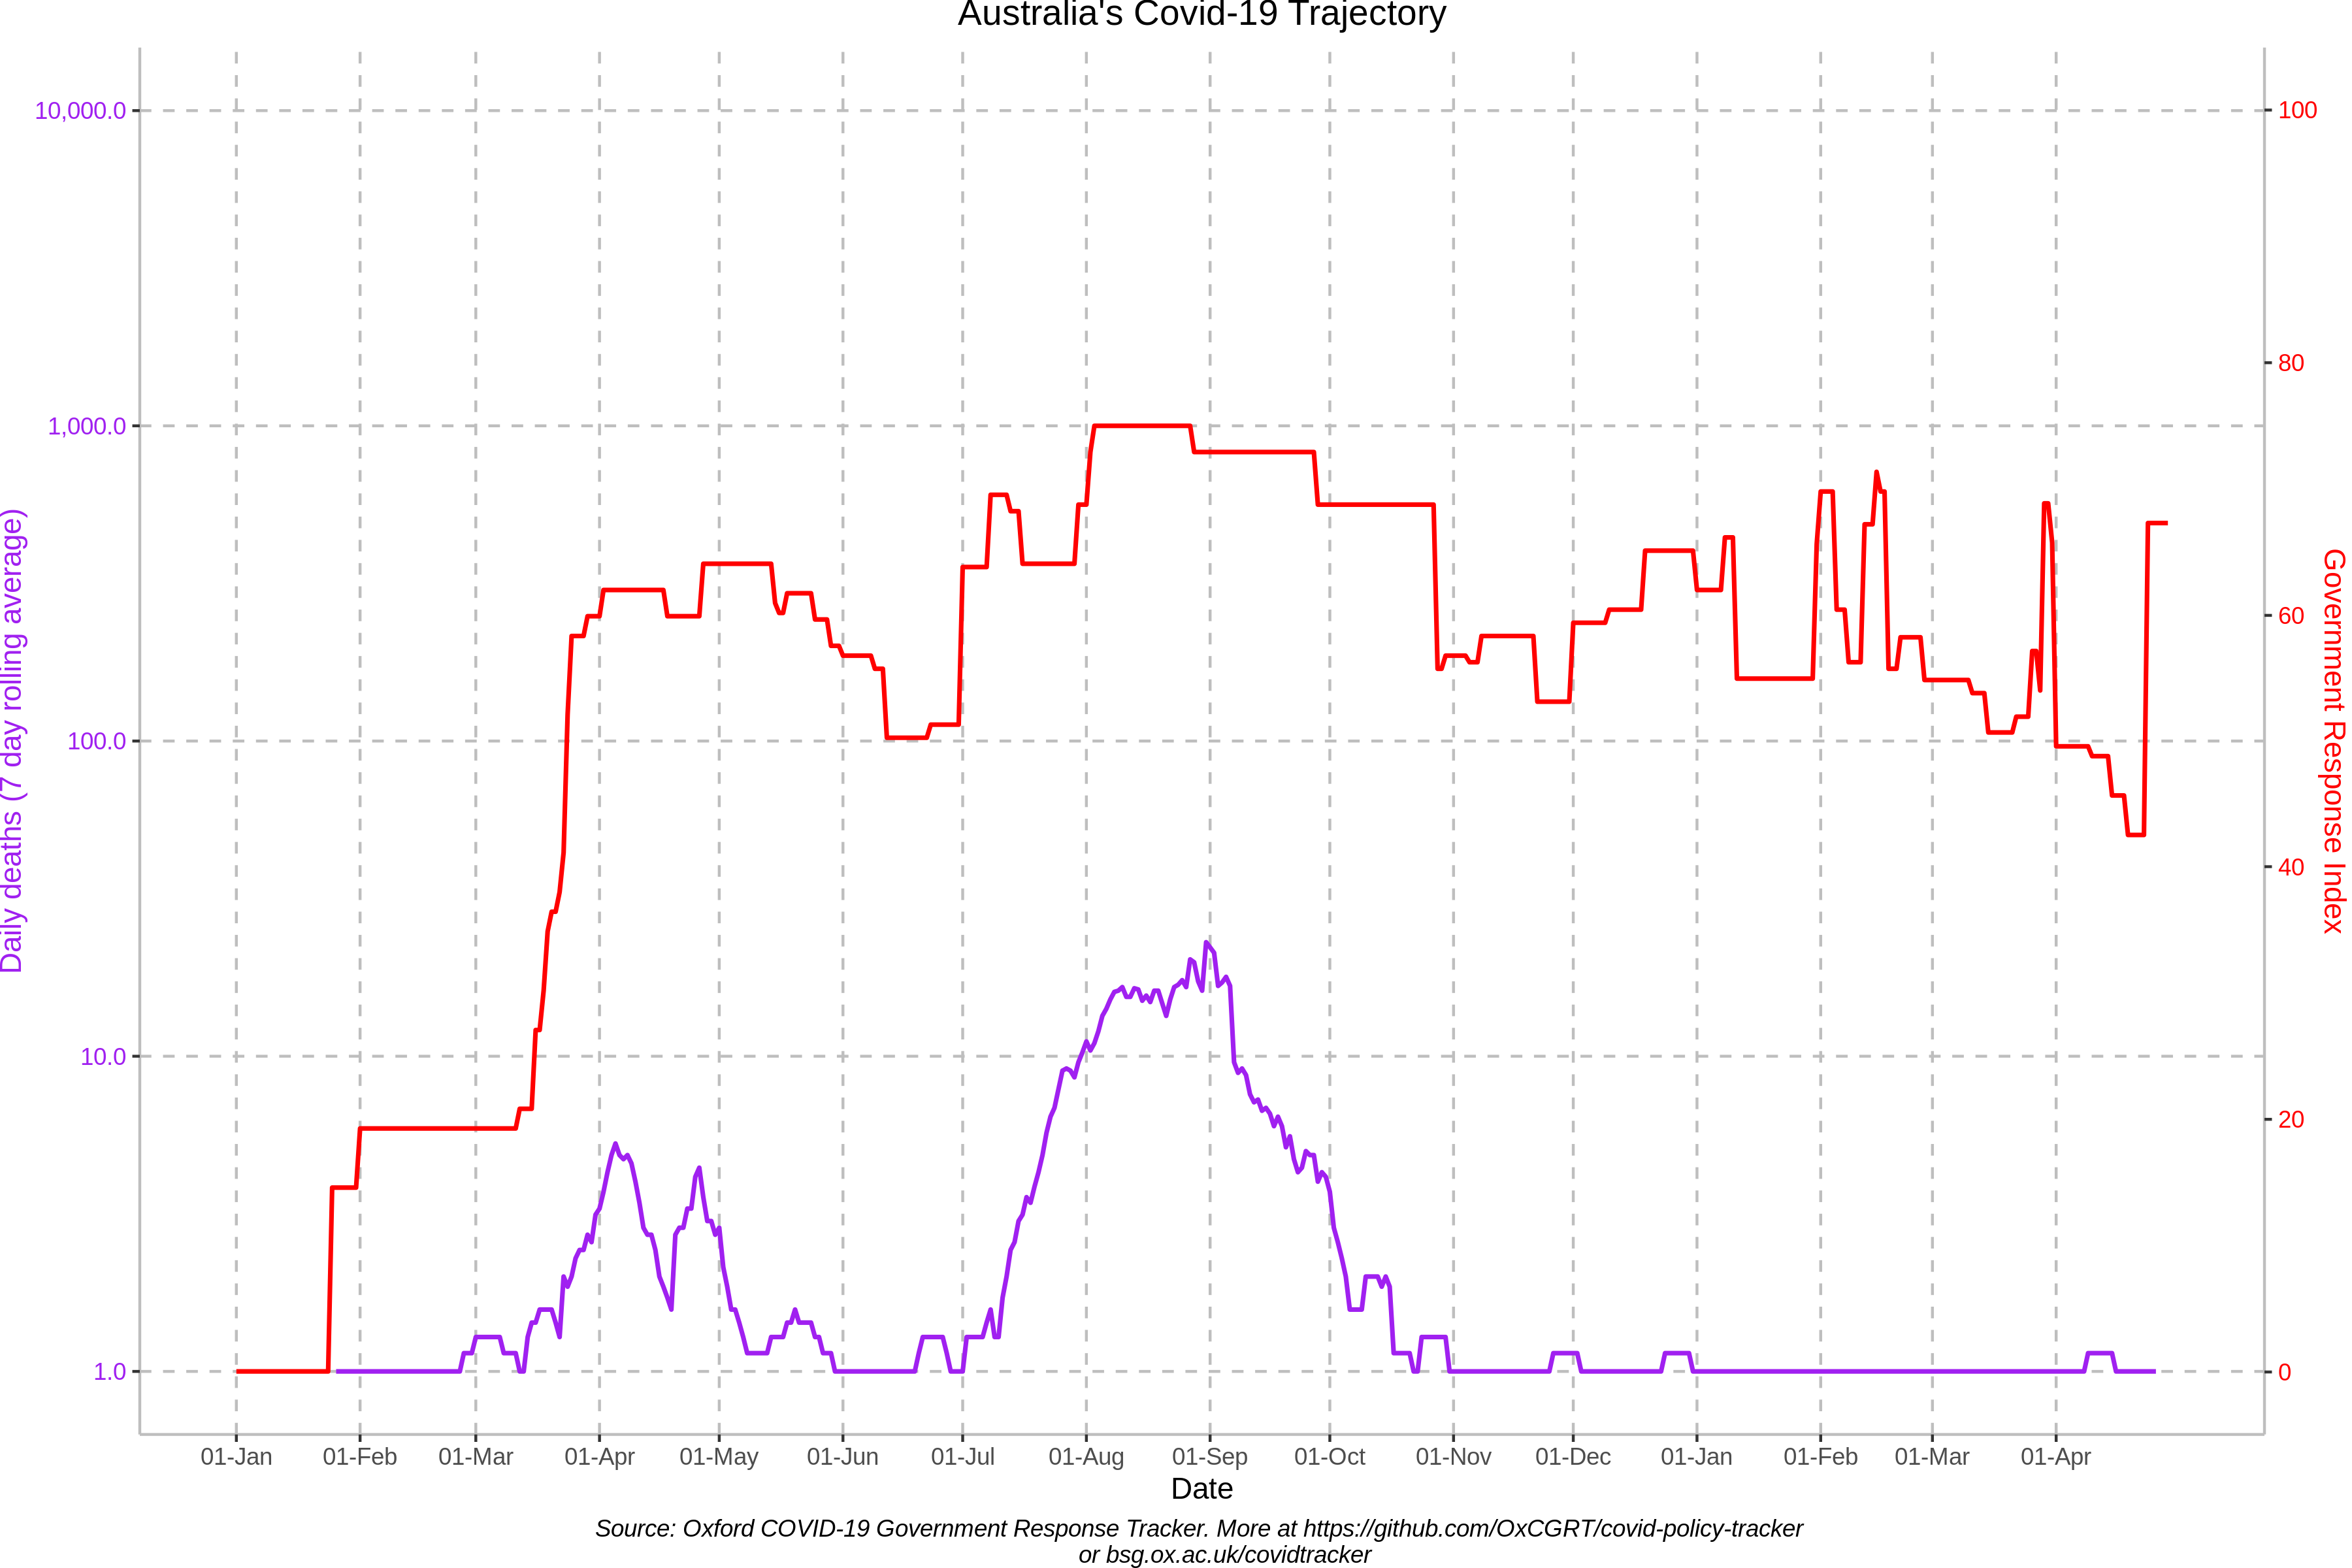 Australia's Covid-19 Trajectory
Daily deaths (7 day rolling average)
10,000.0
1,000.0
100.0
10.0
1.0
100
80
60
40
20
0
Government Response Index
01-Jan 01-Feb 01-Mar 01-Apr 01-May 01-Jun 01-Jul 01-Aug 01-Sep 01-Oct 01-Nov 01-Dec 01-Jan 01-Feb 01-Mar 01-Apr
Date
Source: Oxford COVID-19 Government Response Tracker. More at https://github.com/OxCGRT/covid-policy-tracker
or bsg.ox.ac.uk/covidtracker